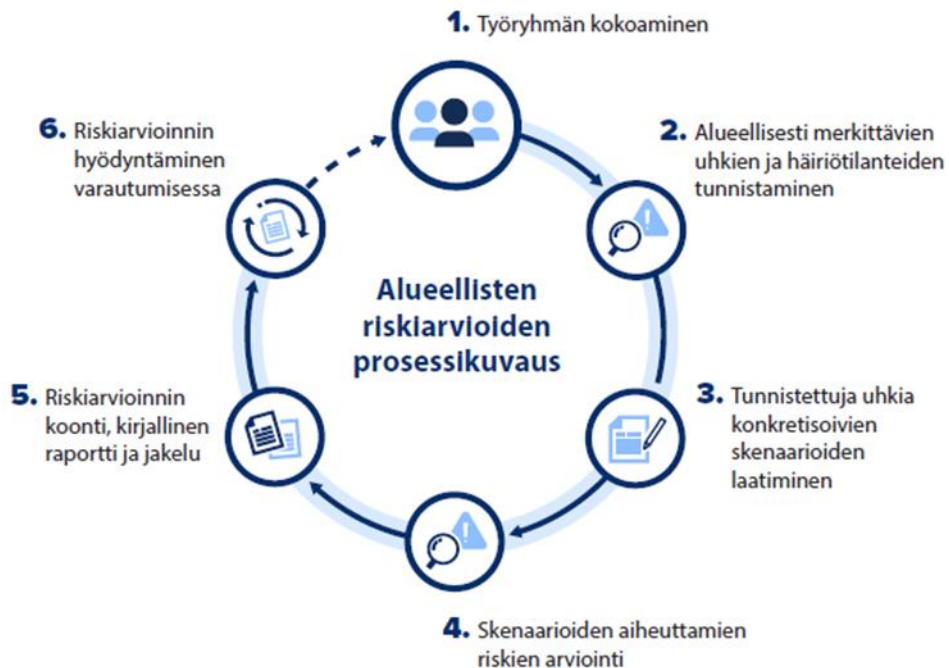 1. Työryhmän kokoaminen
2. Alueellisesti merkittävien
uhkien ja häiriötilanteiden
tunnistaminen
3. Tunnistettuja uhkia
konkretisoivien
skenaarioiden
laatiminen
4. Skenaarioiden aiheuttamien
riskien arviointi
5. Riskiarvioinnin
koonti, kirjallinen
raportti ja jakelu
6. Riskiarvioinnin
hyödyntäminen
varautumisessa
Alueellisten
riskiarvioiden
prosessikuvaus